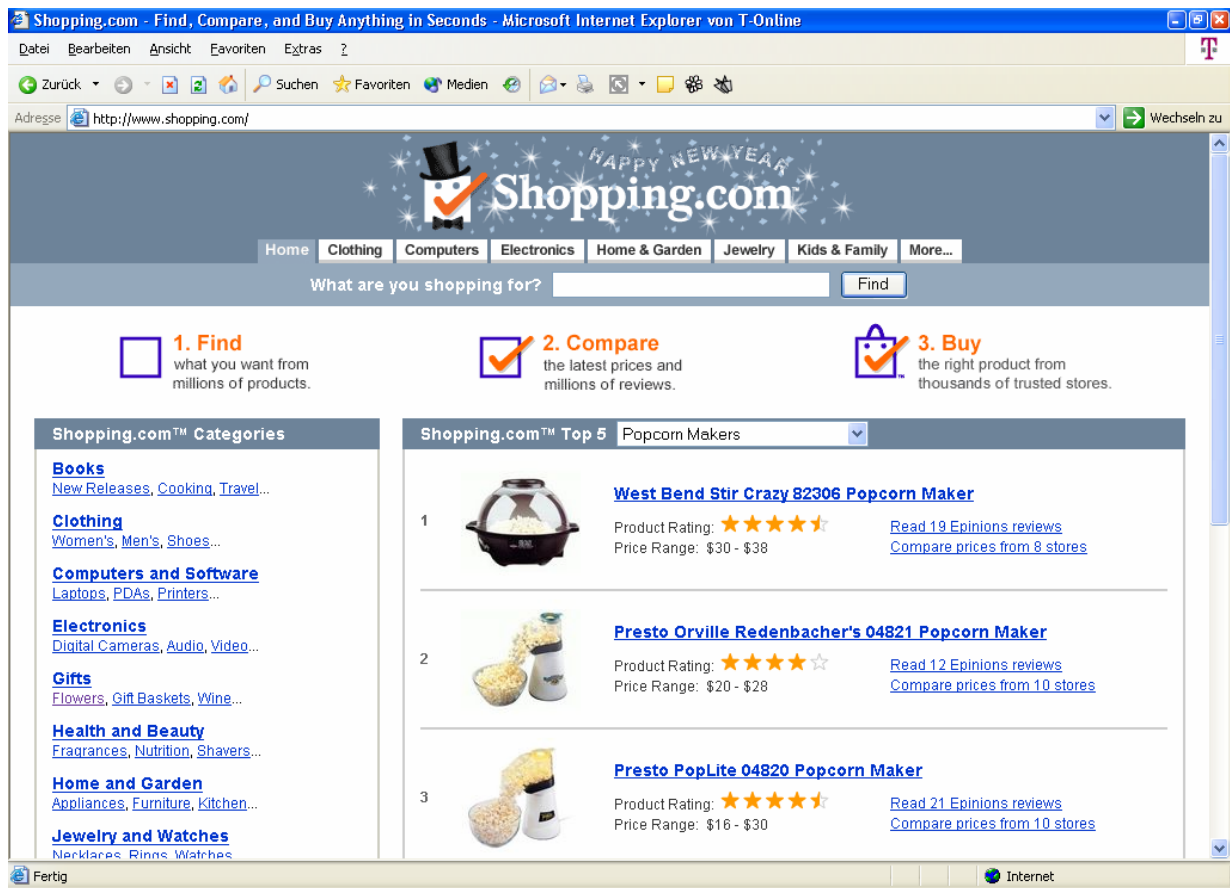 Shopping.com - Find, Compare, and Buy Anything in Seconds - Microsoft Internet Explorer von T-Online
Datei Bearbeiten Ansicht Favoriten Extras ?
T
Zurück Suchen Favoriten Medien
Adresse http://www.shopping.com/ Wechseln zu
HAPPY NEW YEAR
Shopping.com
Home Clothing Computers Electronics Home & Garden Jewelry Kids & Family More...
What are you shopping for? Find
1. Find
what you want from
millions of products.
2. Compare
the latest prices and
millions of reviews.
3. Buy
the right product from
thousands of trusted stores.
Shopping.com™ Categories
Books
New Releases, Cooking, Travel...
Clothing
Women's, Men's, Shoes...
Computers and Software
Laptops, PDAs, Printers...
Electronics
Digital Cameras, Audio, Video...
Gifts
Flowers, Gift Baskets, Wine...
Health and Beauty
Fragrances, Nutrition, Shavers...
Home and Garden
Appliances, Furniture, Kitchen...
Jewelry and Watches
Necklaces, Rings, Watches
Shopping.com™ Top 5 Popcorn Makers
1
West Bend Stir Crazy 82306 Popcorn Maker
Product Rating: Read 19 Epinions reviews
Price Range: $30 - $38 Compare prices from 8 stores
2
Presto Orville Redenbacher's 04821 Popcorn Maker
Product Rating: Read 12 Epinions reviews
Price Range: $20 - $28 Compare prices from 10 stores
3
Presto PopLite 04820 Popcorn Maker
Product Rating: Read 21 Epinions reviews
Price Range: $16 - $30 Compare prices from 10 stores
Fertig Internet